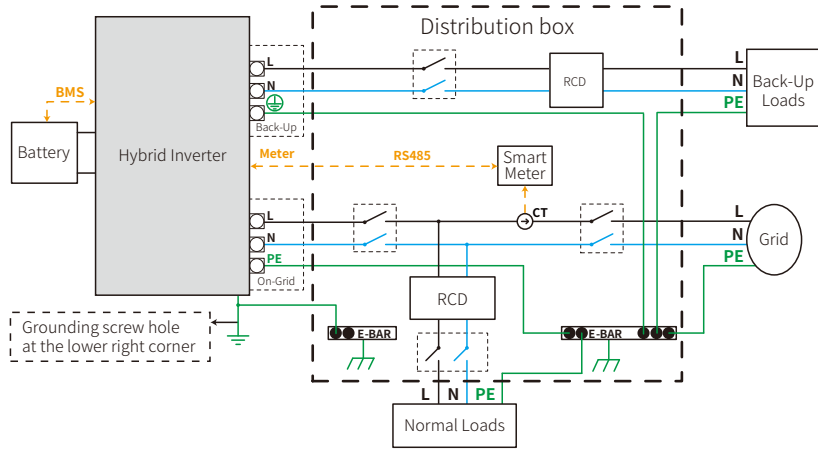 Distribution box
L
N
Back-Up
RCD
L
N
PE
Back-Up
Loads
BMS
Battery
Hybrid Inverter
Meter
RS485
Smart
Meter
L
N
PE
On-Grid
CT
L
N
PE
Grid
RCD
Grounding screw hole
at the lower right corner
E-BAR
E-BAR
L N PE
Normal Loads